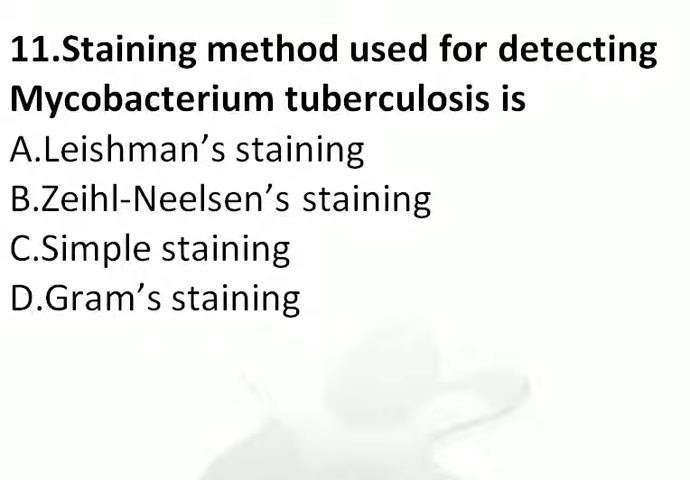 11.Staining method used for detecting
Mycobacterium tuberculosis is
A.Leishman’s staining
B.Zeihl-Neelsen’s staining
C.Simple staining
D.Gram’s staining